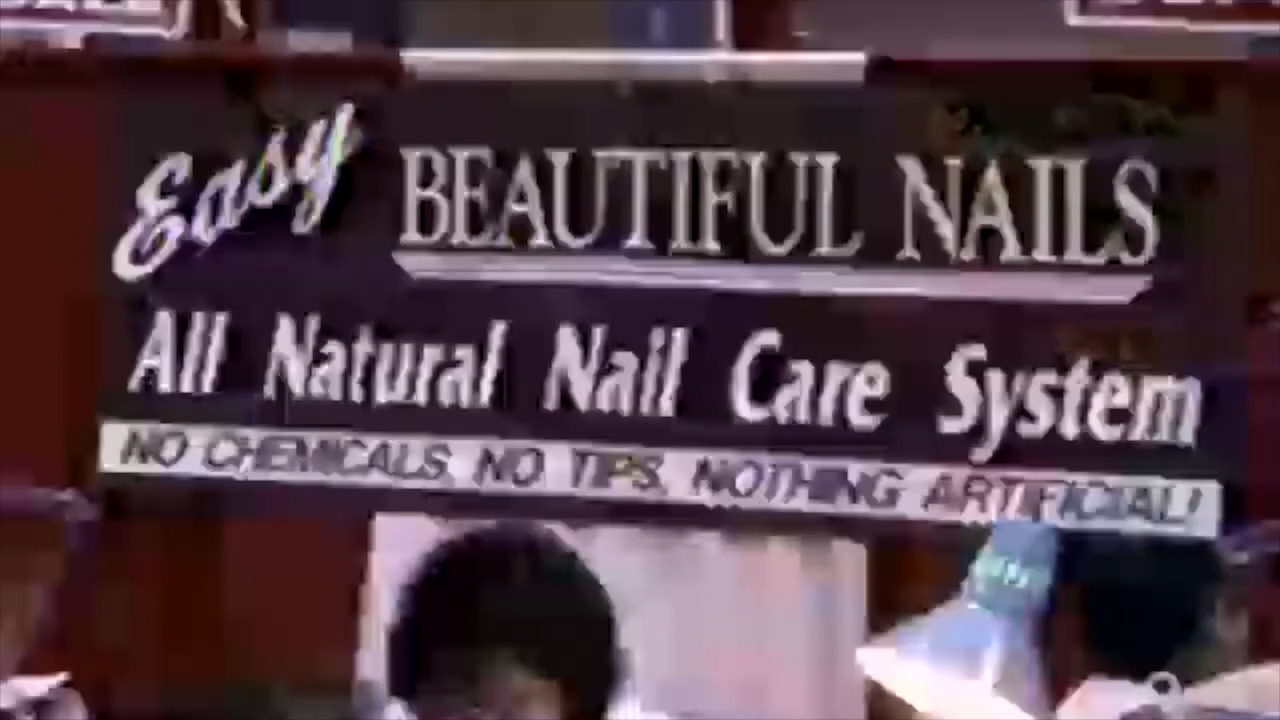 Easy BEAUTIFUL NAILS
All Natural Nail Care System
NO CHEMICALS, NO TIPS, NOTHING ARTIFICIAL!